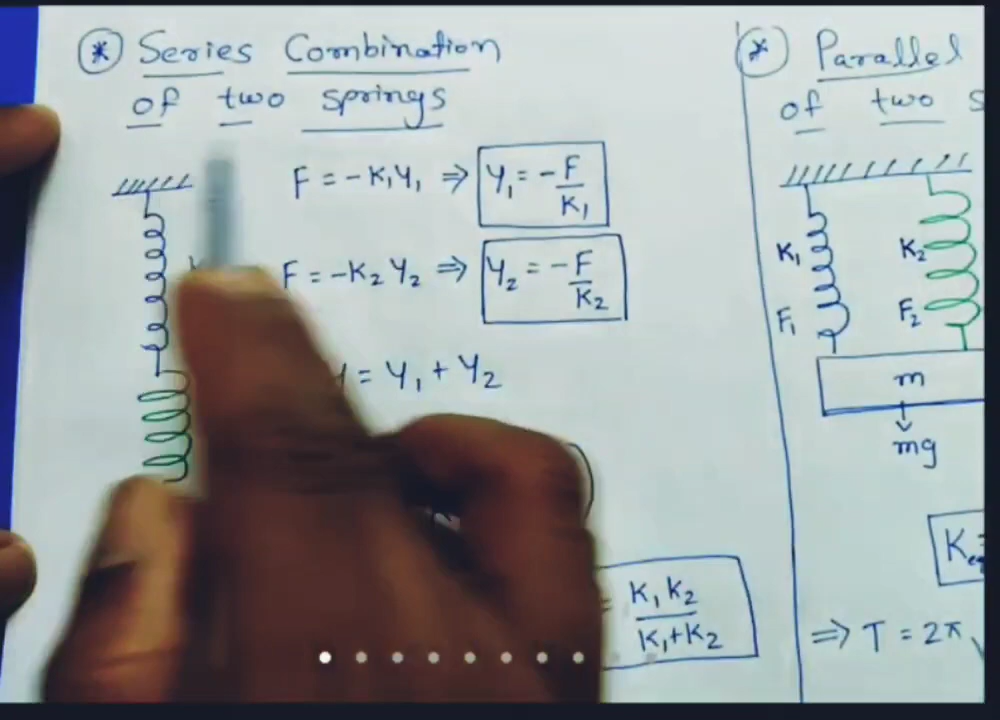 * Series Combination
of two springs
F = -K₁Y₁ ⇒ Y₁ = -F/K₁
F = -K₂Y₂ ⇒ Y₂ = -F/K₂
Y = Y₁ + Y₂
= K₁K₂/K₁+K₂
* Parallel
of two
K₁
K₂
F₁
F₂
m
mg
Keq =
⇒ T = 2π